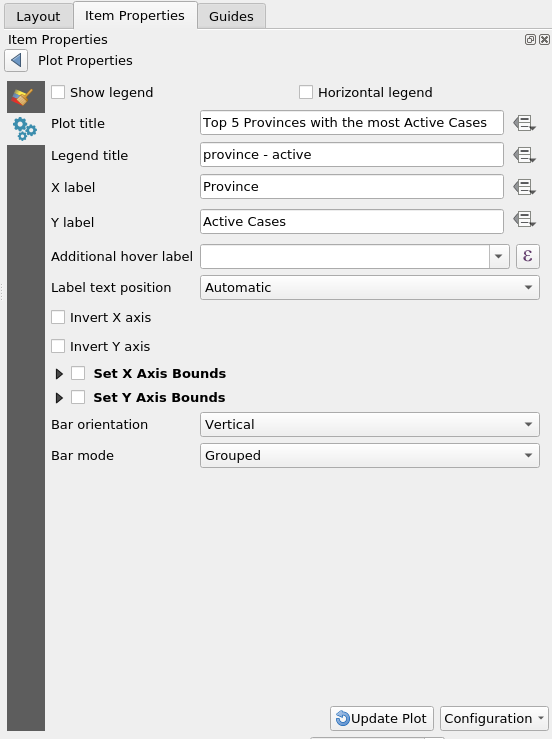 Layout
Item Properties
Guides
Item Properties
Plot Properties
Show legend
Horizontal legend
Plot title
Top 5 Provinces with the most Active Cases
Legend title
province - active
X label
Province
Y label
Active Cases
Additional hover label
ε
Label text position
Automatic
Invert X axis
Invert Y axis
Set X Axis Bounds
Set Y Axis Bounds
Bar orientation
Vertical
Bar mode
Grouped
Update Plot
Configuration